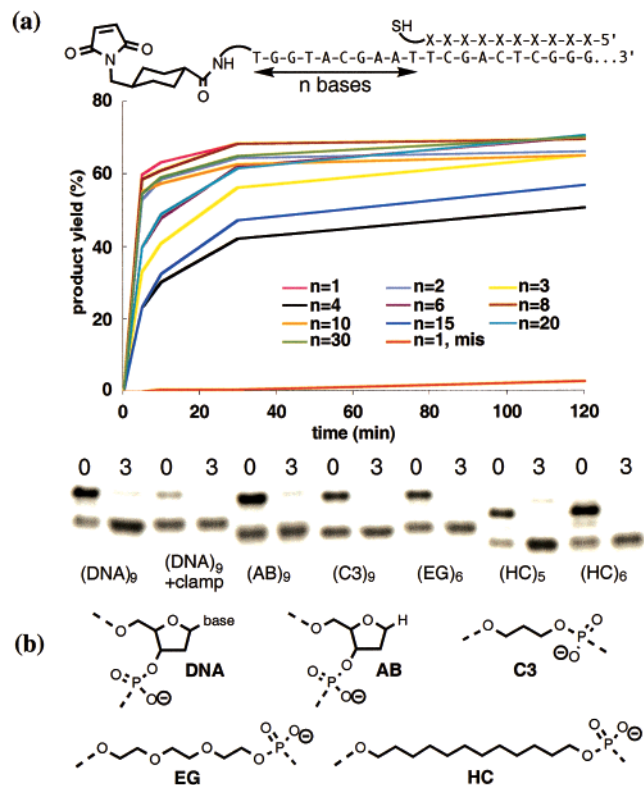 (a)
SH
X-X-X-X-X-X-X-X-X-X-5'
O
N
O
NH
O
T-G-G-T-A-C-G-A-A-T-T-C-G-A-C-T-C-G-G-G...3'
n bases
80
60
40
20
0
product yield (%)
n=1 n=2 n=3
n=4 n=6 n=8
n=10 n=15 n=20
n=30 n=1, mis
0 20 40 60 80 100 120
time (min)
0 3 0 3 0 3 0 3 0 3 0 3 0 3
(DNA)9 (DNA)9 +clamp (AB)9 (C3)9 (EG)6 (HC)5 (HC)6
(b)
O O base
O O
P
O O⊖
DNA
O O H
O O
P
O O⊖
AB
O O O
P
O⊖
C3
O O O O P O O⊖
EG
O O P O O⊖
HC